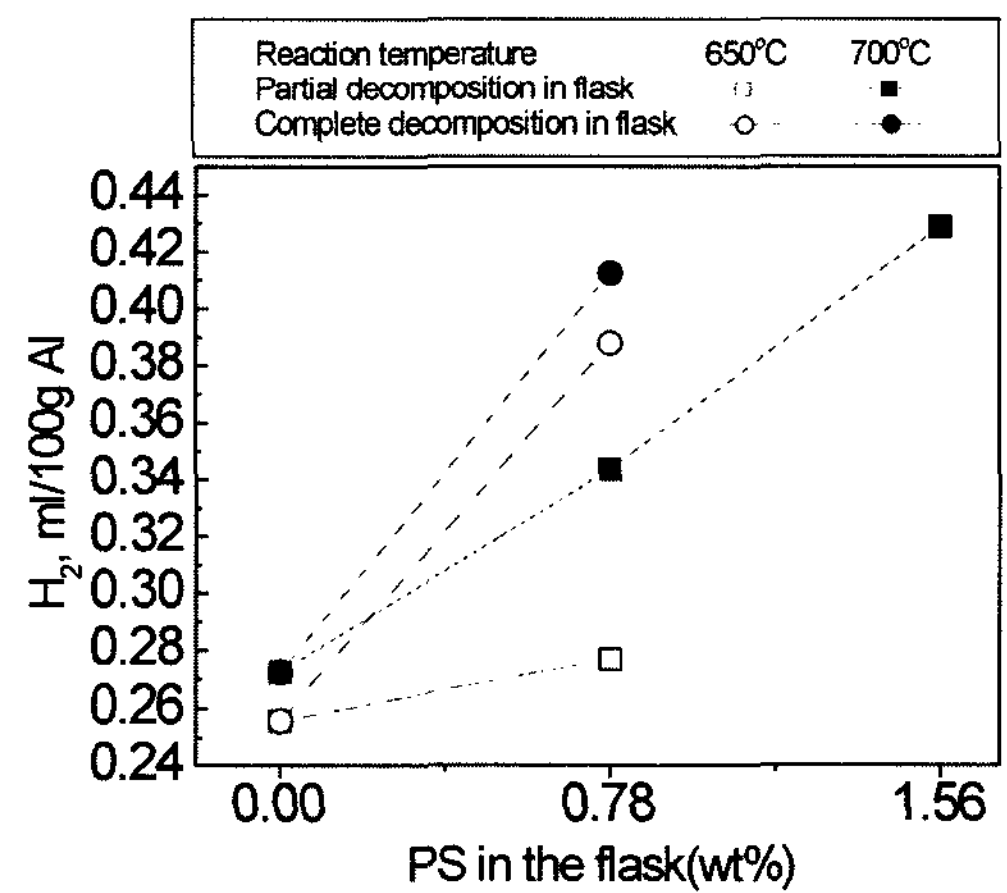 Reaction temperature 650°C 700°C
Partial decomposition in flask
Complete decomposition in flask
0.44
0.42
0.40
0.38
0.36
0.34
0.32
0.30
0.28
0.26
0.24
H₂, ml/100g Al
0.00 0.78 1.56
PS in the flask(wt%)